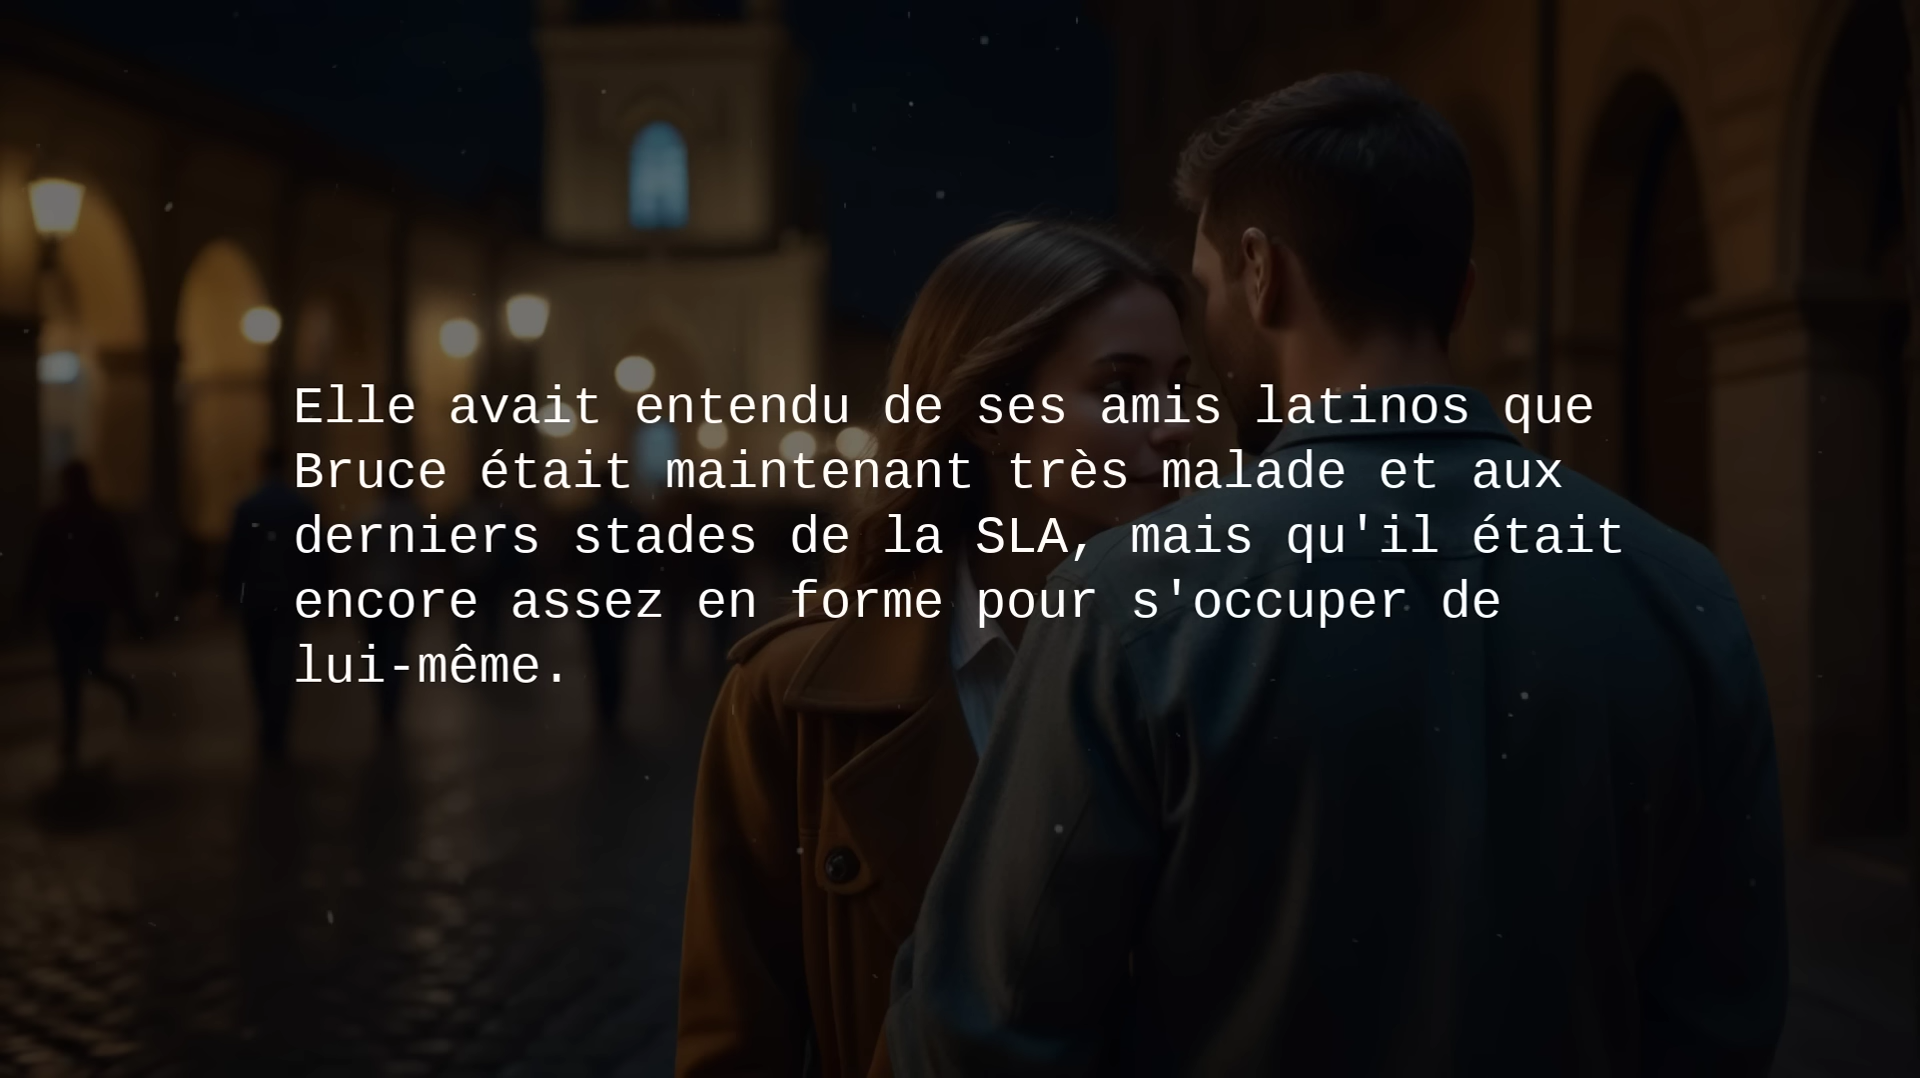 Elle avait entendu de ses amis latinos que
Bruce était maintenant très malade et aux
derniers stades de la SLA, mais qu'il était
encore assez en forme pour s'occuper de
lui-même.